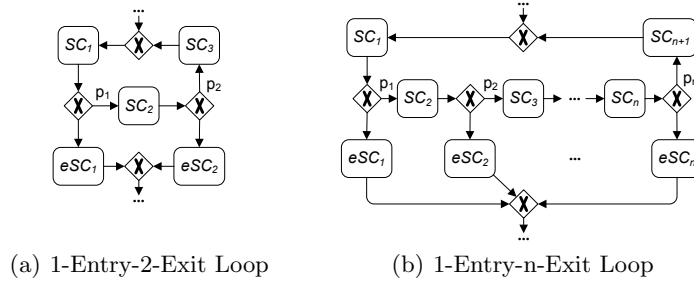 ...
SC1
X
SC3
p1
p2
X
SC2
X
eSC1
X
eSC2
...
(a) 1-Entry-2-Exit Loop
...
SC1
X
SCn+1
p1
p2
X
SC2
X
SC3
...
SCn
X
eSC1
eSC2
...
eSCn
X
...
(b) 1-Entry-n-Exit Loop